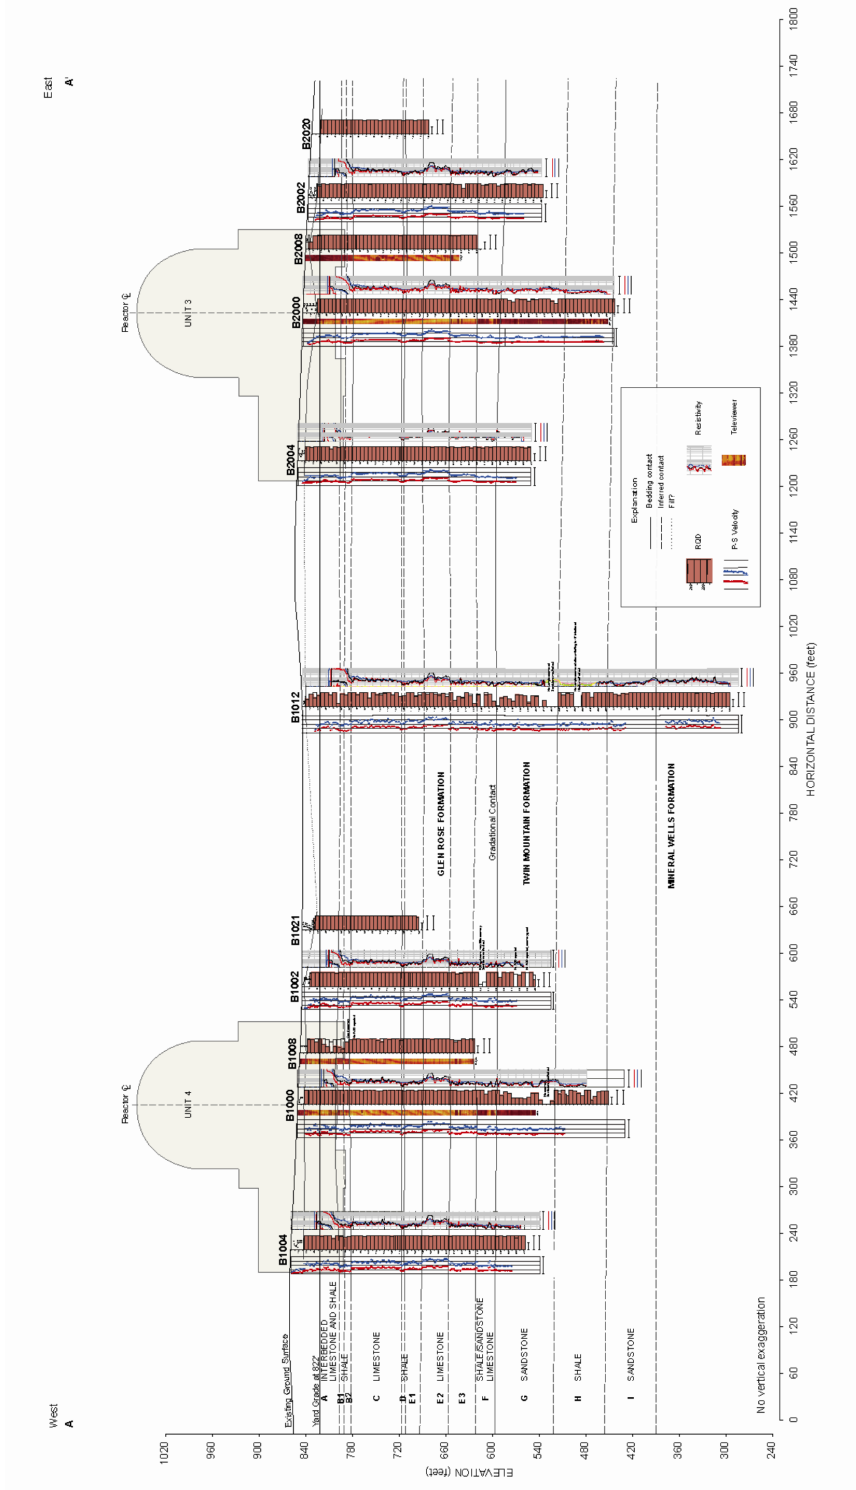 West
A
East
A'
Reactor ℄
UNIT 4
Reactor ℄
UNIT 3
B1004
B1000
B1008
B1002
B1021
B1012
B2004
B2000
B2008
B2002
B2020
Existing Ground Surface
Yard Grade at 822'
A INTERBEDDED
LIMESTONE AND SHALE
B1 SHALE
B2
C LIMESTONE
D SHALE
E1
E2 LIMESTONE
E3
SHALE/SANDSTONE
F LIMESTONE
G SANDSTONE
H SHALE
I SANDSTONE
GLEN ROSE FORMATION
Gradational Contact
TWIN MOUNTAIN FORMATION
MINERAL WELLS FORMATION
Explanation
Bedding contact
Inferred contact
Fill?
RQD
Resistivity
P-S Velocity
Televiewer
No vertical exaggeration
ELEVATION (feet)
1020
960
900
840
780
720
660
600
540
480
420
360
300
240
0 60 120 180 240 300 360 420 480 540 600 660 720 780 840 900 960 1020 1080 1140 1200 1260 1320 1380 1440 1500 1560 1620 1680 1740 1800
HORIZONTAL DISTANCE (feet)